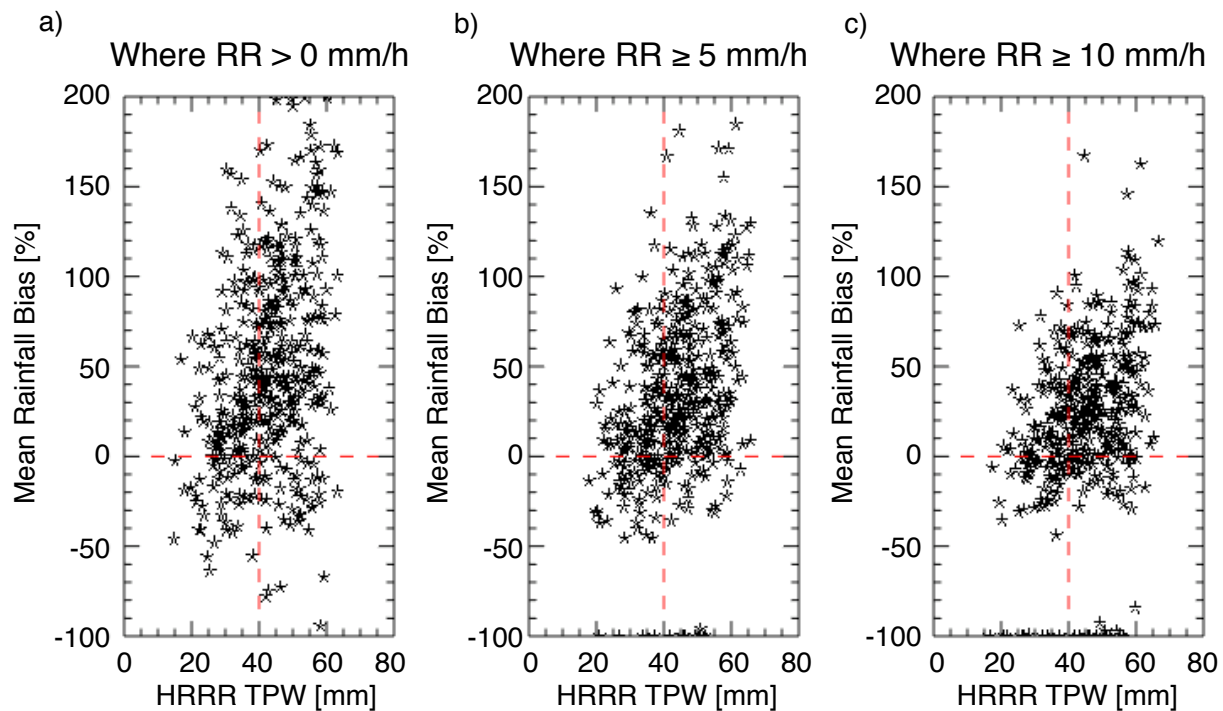 a)
Where RR > 0 mm/h
200
150
100
50
0
-50
-100
0 20 40 60 80
Mean Rainfall Bias [%]
HRRR TPW [mm]
b)
Where RR ≥ 5 mm/h
200
150
100
50
0
-50
-100
0 20 40 60 80
Mean Rainfall Bias [%]
HRRR TPW [mm]
c)
Where RR ≥ 10 mm/h
200
150
100
50
0
-50
-100
0 20 40 60 80
Mean Rainfall Bias [%]
HRRR TPW [mm]